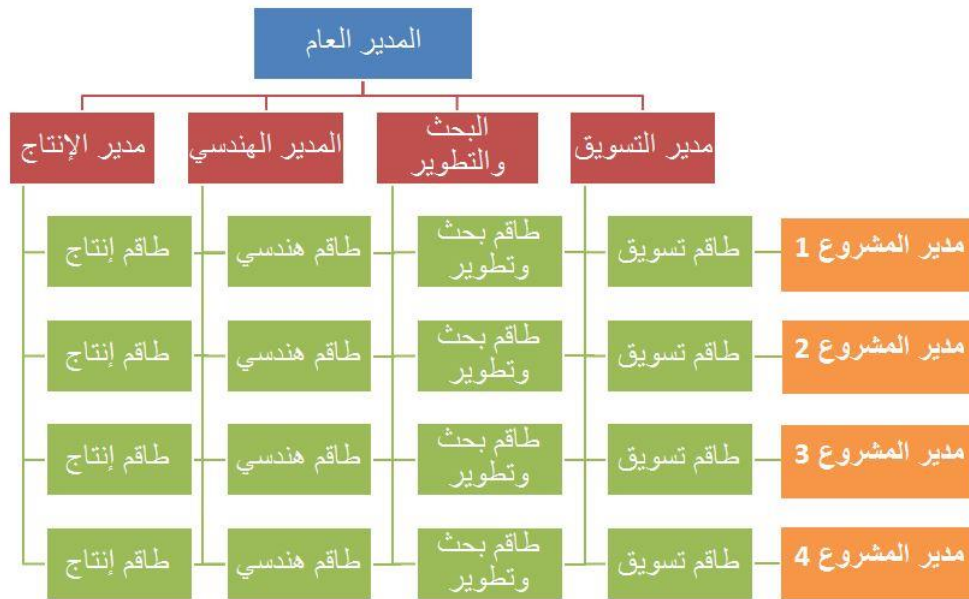 المدير العام
مدير التسويق
البحث
والتطوير
المدير الهندسي
مدير الإنتاج
مدير المشروع 1
طاقم تسويق
طاقم بحث
وتطوير
طاقم هندسي
طاقم إنتاج
مدير المشروع 2
طاقم تسويق
طاقم بحث
وتطوير
طاقم هندسي
طاقم إنتاج
مدير المشروع 3
طاقم تسويق
طاقم بحث
وتطوير
طاقم هندسي
طاقم إنتاج
مدير المشروع 4
طاقم تسويق
طاقم بحث
وتطوير
طاقم هندسي
طاقم إنتاج